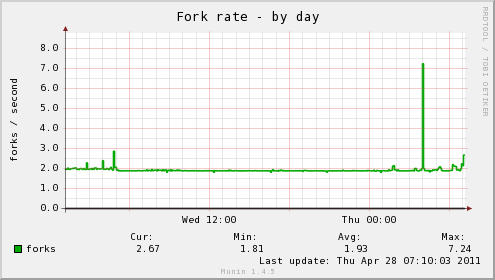 Fork rate - by day
RRDTOOL / TOBI OETIKER
forks / second
8.0
7.0
6.0
5.0
4.0
3.0
2.0
1.0
0.0
Wed 12:00 Thu 00:00
Cur: Min: Avg: Max:
forks 2.67 1.81 1.93 7.24
Last update: Thu Apr 28 07:10:03 2011
Munin 1.4.5